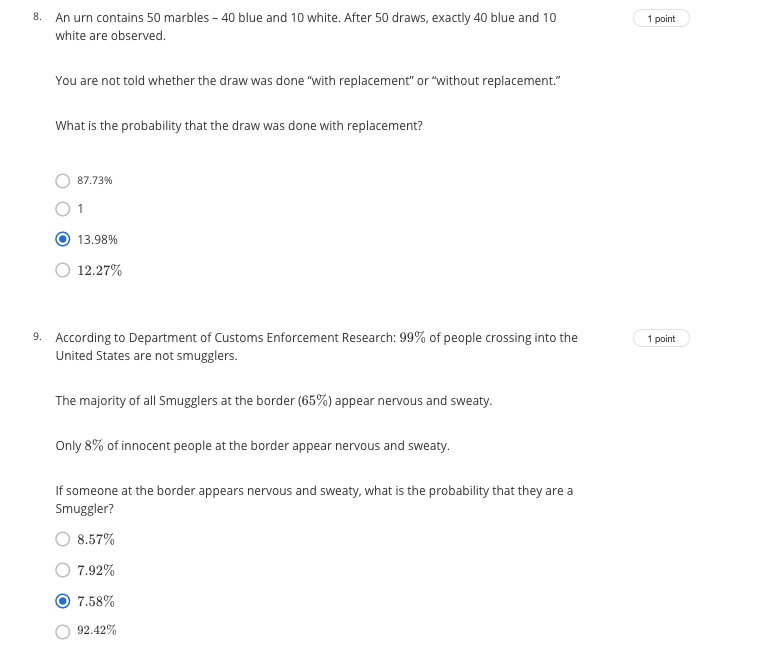 8. An urn contains 50 marbles – 40 blue and 10 white. After 50 draws, exactly 40 blue and 10
1 point
white are observed.
You are not told whether the draw was done “with replacement” or “without replacement.”
What is the probability that the draw was done with replacement?
87.73%
1
13.98%
12.27%
9. According to Department of Customs Enforcement Research: 99% of people crossing into the
1 point
United States are not smugglers.
The majority of all Smugglers at the border (65%) appear nervous and sweaty.
Only 8% of innocent people at the border appear nervous and sweaty.
If someone at the border appears nervous and sweaty, what is the probability that they are a
Smuggler?
8.57%
7.92%
7.58%
92.42%